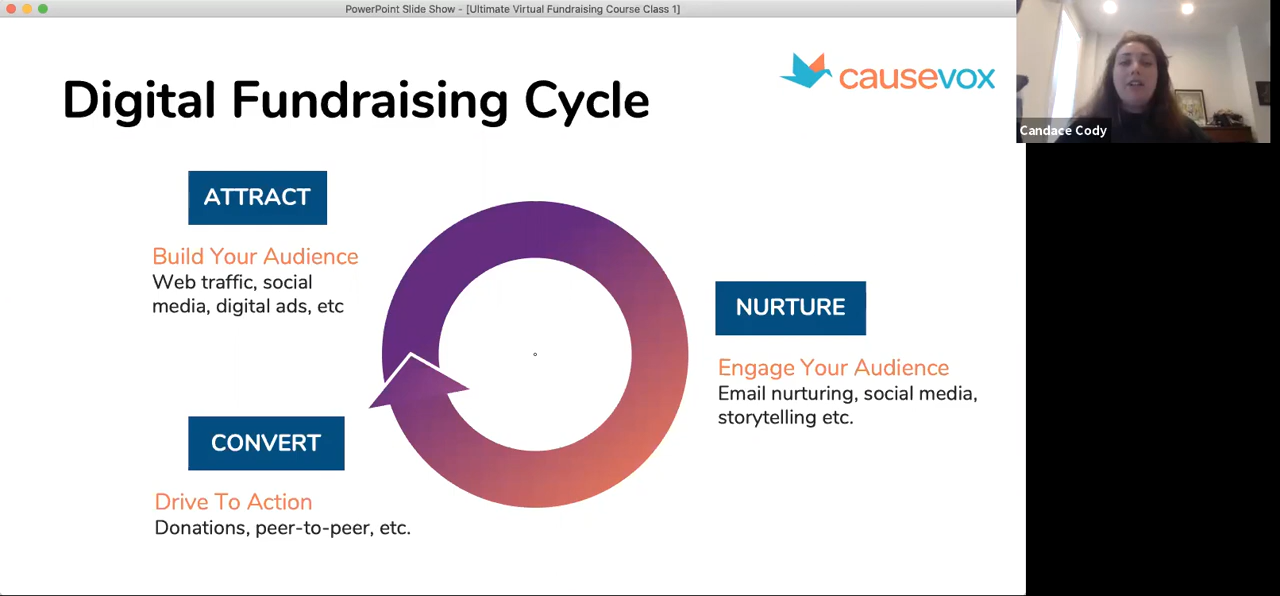 PowerPoint Slide Show - [Ultimate Virtual Fundraising Course Class 1]
Digital Fundraising Cycle
causevox
Candace Cody
ATTRACT
Build Your Audience
Web traffic, social
media, digital ads, etc
NURTURE
Engage Your Audience
Email nurturing, social media,
storytelling etc.
CONVERT
Drive To Action
Donations, peer-to-peer, etc.